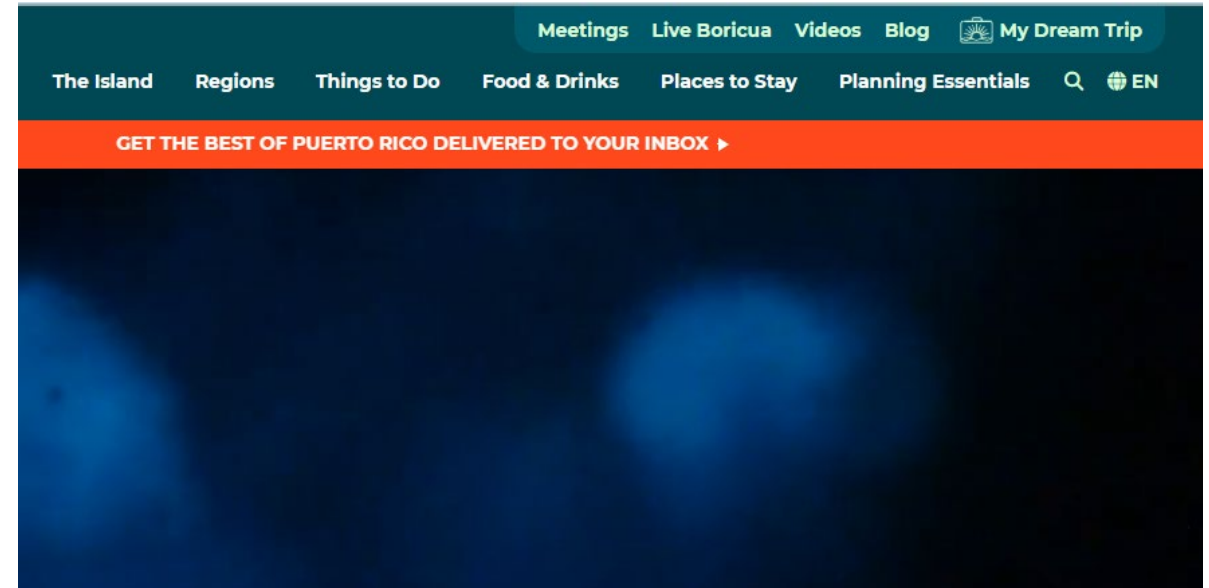 Meetings Live Boricua Videos Blog My Dream Trip
The Island Regions Things to Do Food & Drinks Places to Stay Planning Essentials EN
GET THE BEST OF PUERTO RICO DELIVERED TO YOUR INBOX